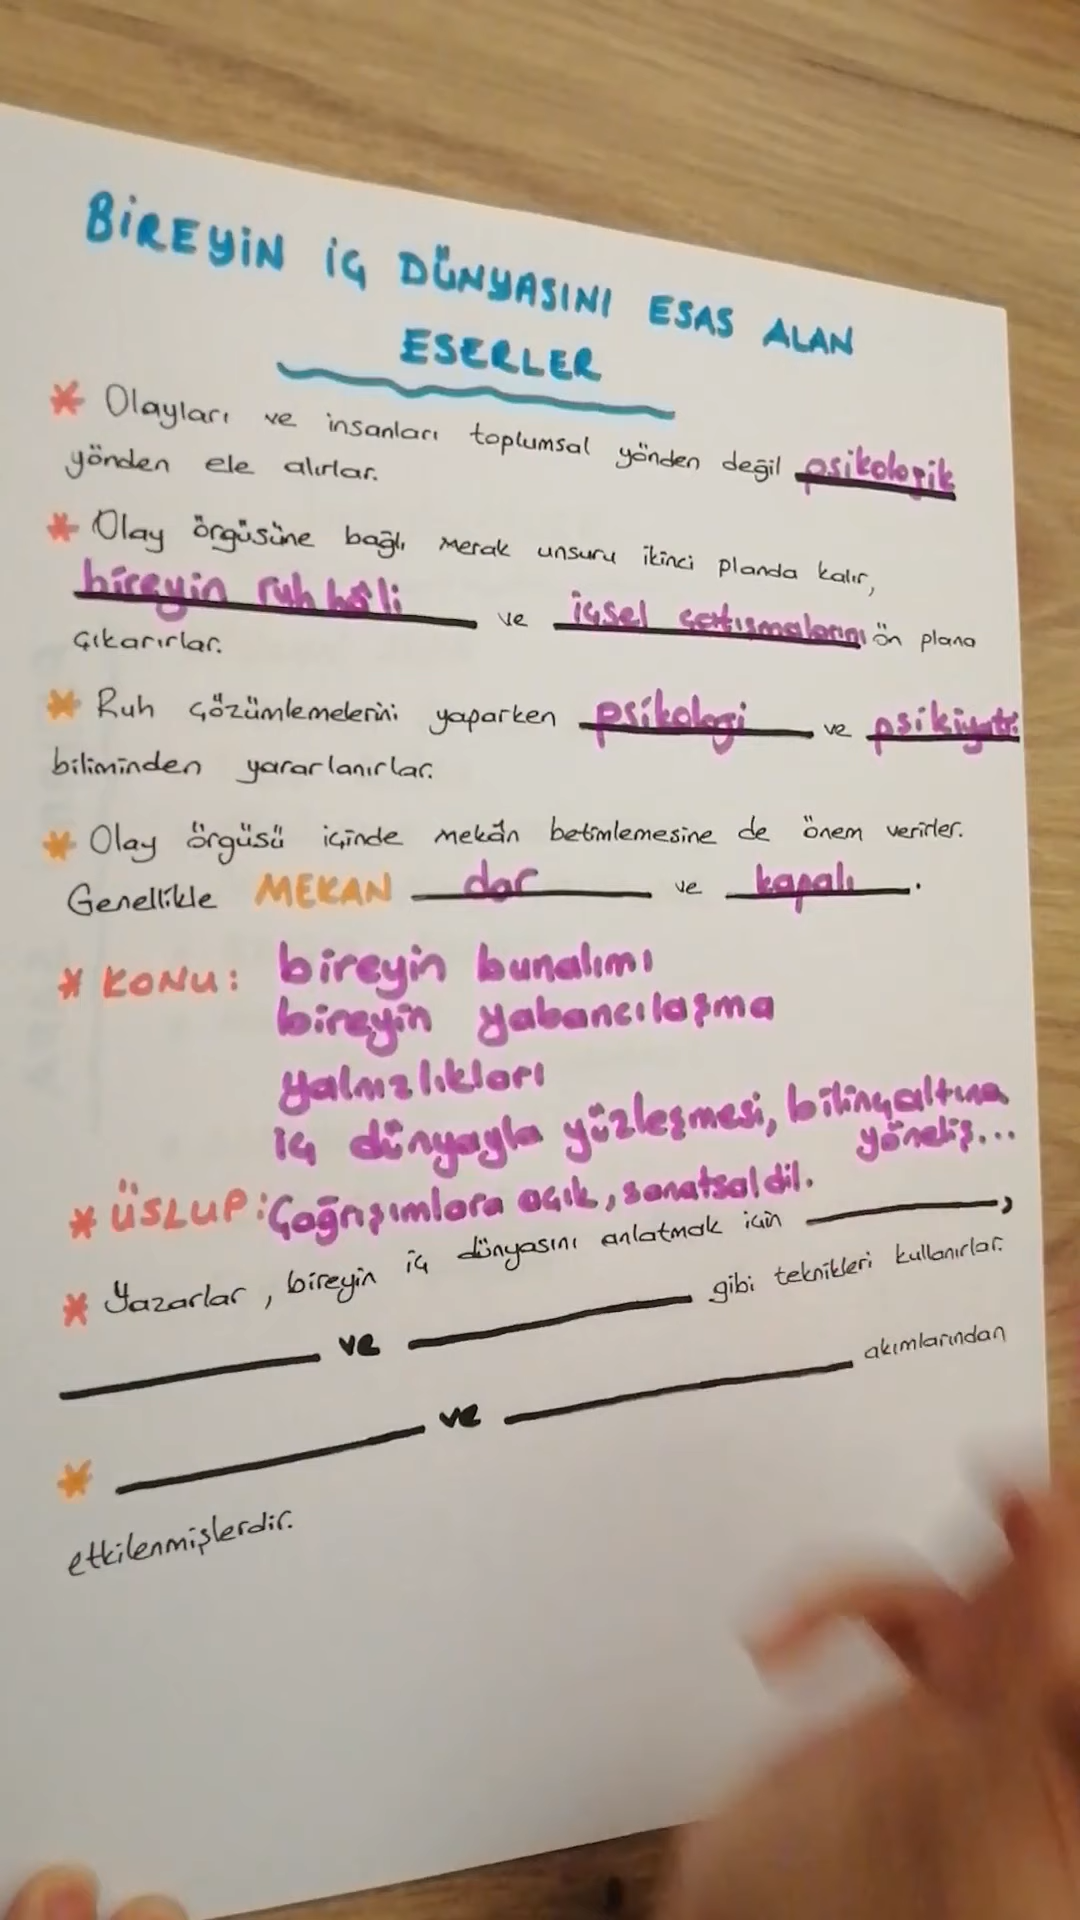 BİREYİN İÇ DÜNYASINI ESAS ALAN
ESERLER
* Olayları ve insanları toplumsal yönden değil psikolojik
yönden ele alırlar.
* Olay örgüsüne bağlı merak unsuru ikinci planda kalır,
bireyin ruh hâli ve içsel çatışmalarını ön plana
çıkarırlar.
* Ruh çözümlemelerini yaparken psikoloji ve psikiyatri
biliminden yararlanırlar.
* Olay örgüsü içinde mekân betimlemesine de önem verirler.
Genellikle MEKAN dar ve kapalı.
* KONU: bireyin bunalımı
bireyin yabancılaşma
yalnızlıkları
iç dünyayla yüzleşmesi, bilinçaltına
yöneliş...
* ÜSLUP: Çağrışımlara açık, sanatsal dil.
* Yazarlar, bireyin iç dünyasını anlatmak için ,
ve gibi teknikleri kullanırlar.
* ve akımlarından
etkilenmişlerdir.